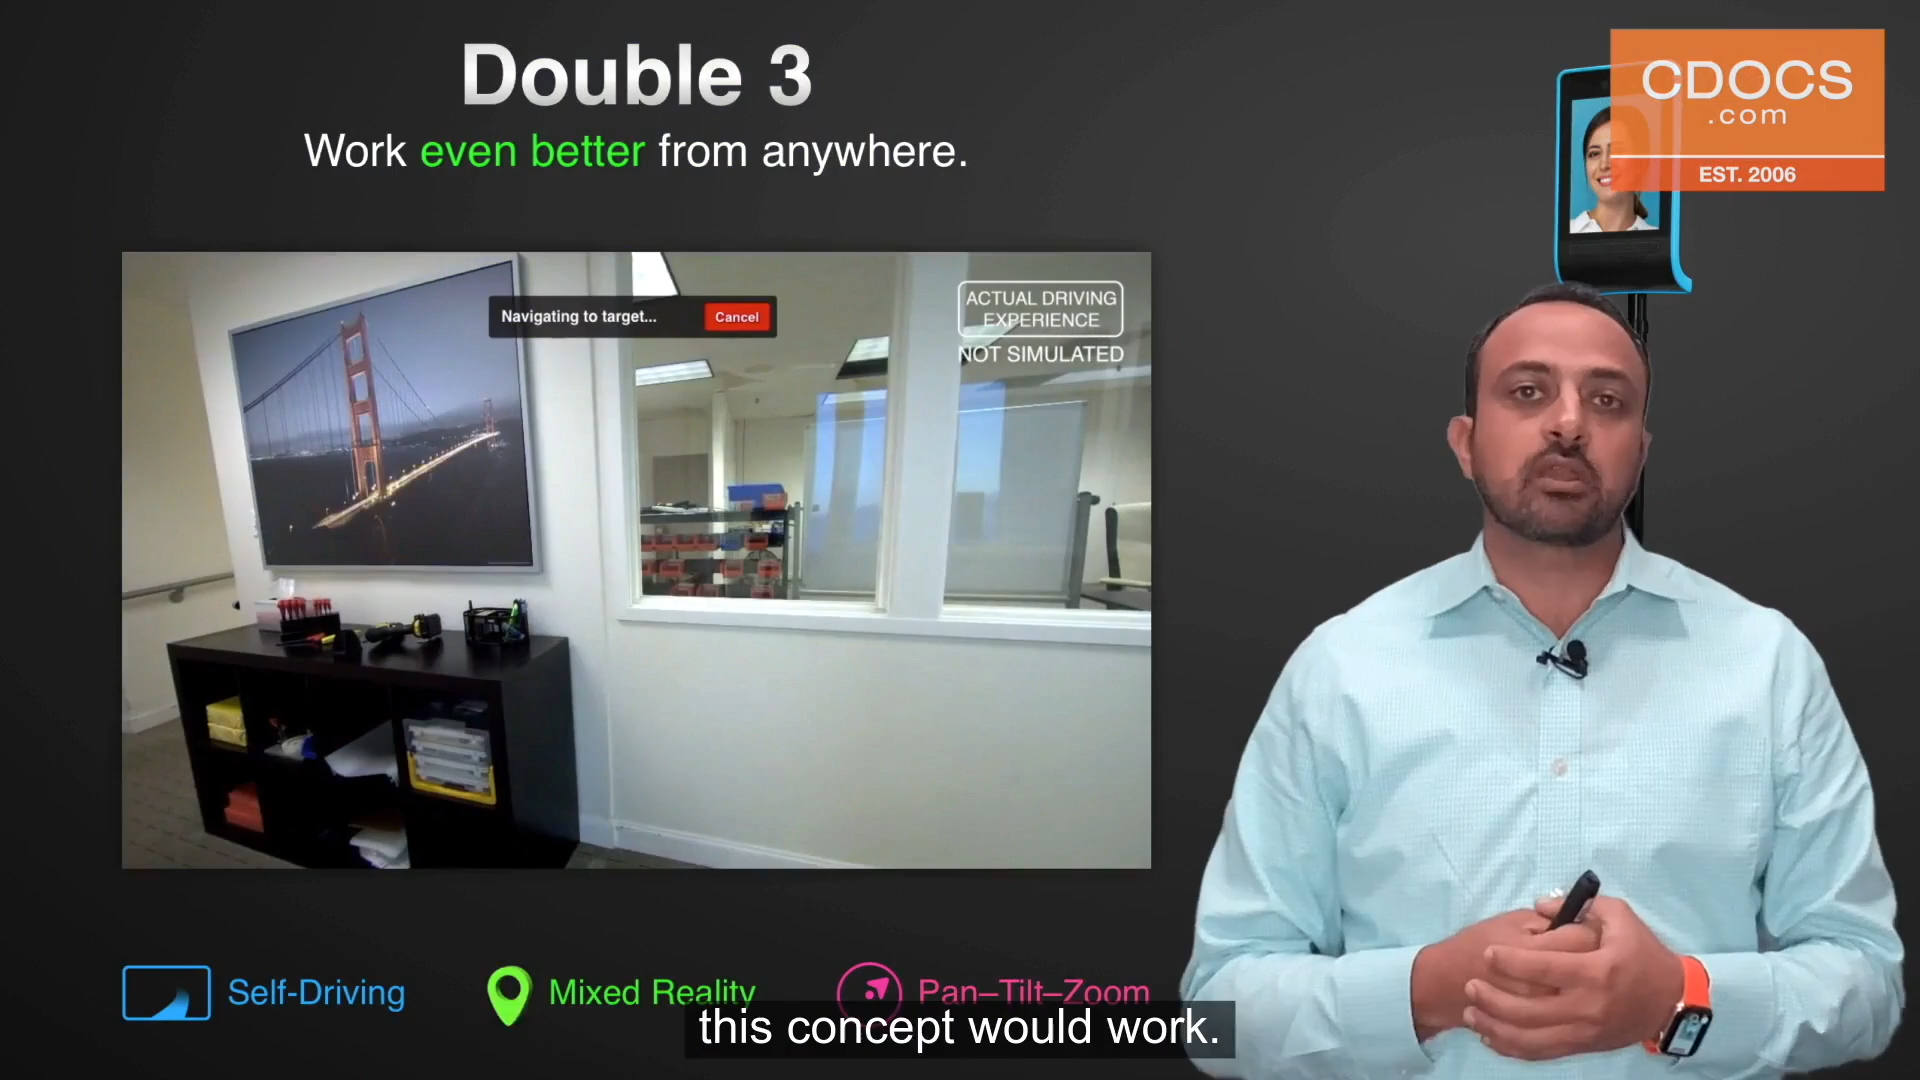 Double 3
Work even better from anywhere.
CDOCS
.com
EST. 2006
Navigating to target...
Cancel
ACTUAL DRIVING
EXPERIENCE
NOT SIMULATED
Self-Driving
Mixed Reality
Pan–Tilt–Zoom
this concept would work.